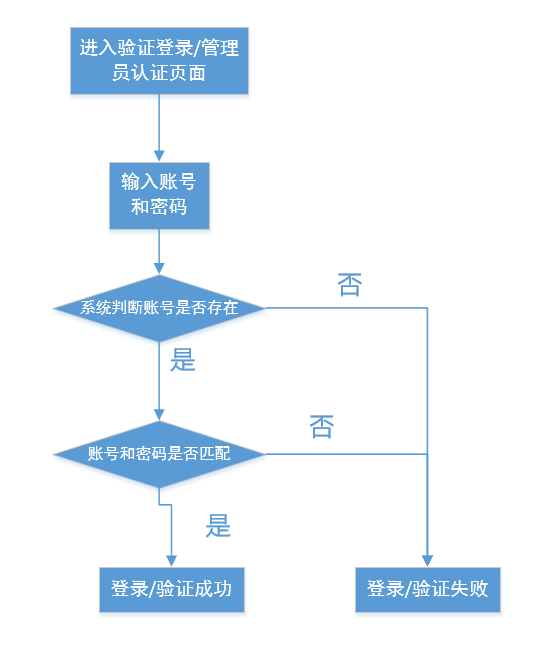 进入验证登录/管理
员认证页面
输入账号
和密码
系统判断账号是否存在
否
是
账号和密码是否匹配
否
是
登录/验证成功
登录/验证失败